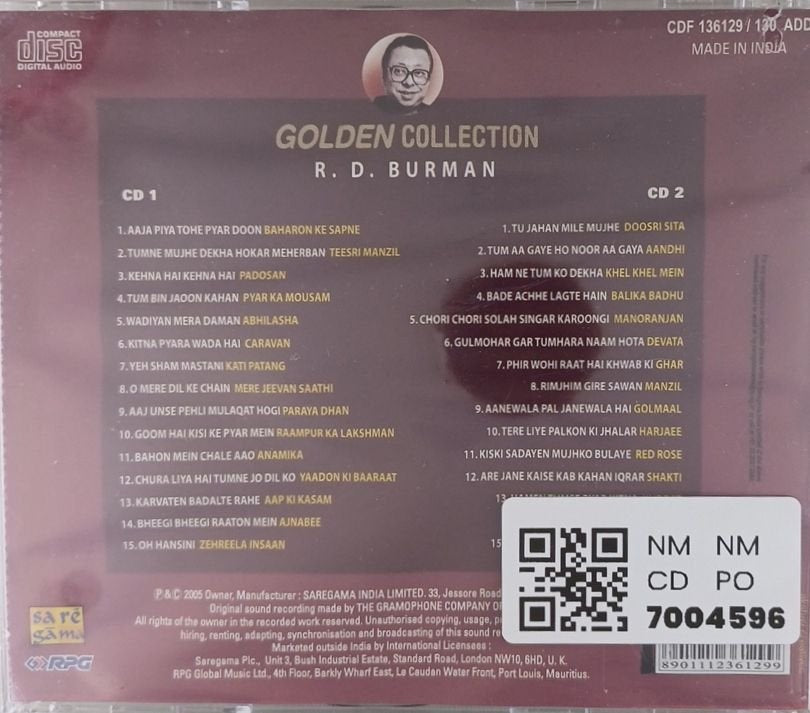 COMPACT
disc
DIGITAL AUDIO
CDF 136129 / 130 ADD
MADE IN INDIA
GOLDEN COLLECTION
R. D. BURMAN
CD 1
1. AAJA PIYA TOHE PYAR DOON BAHARON KE SAPNE
2. TUMNE MUJHE DEKHA HOKAR MEHERBAN TEESRI MANZIL
3. KEHNA HAI KEHNA HAI PADOSAN
4. TUM BIN JAOON KAHAN PYAR KA MOUSAM
5. WADIYAN MERA DAMAN ABHILASHA
6. KITNA PYARA WADA HAI CARAVAN
7. YEH SHAM MASTANI KATI PATANG
8. O MERE DIL KE CHAIN MERE JEEVAN SAATHI
9. AAJ UNSE PEHLI MULAQAT HOGI PARAYA DHAN
10. GOOM HAI KISI KE PYAR MEIN RAAMPUR KA LAKSHMAN
11. BAHON MEIN CHALE AAO ANAMIKA
12. CHURA LIYA HAI TUMNE JO DIL KO YAADON KI BAARAAT
13. KARVATEN BADALTE RAHE AAP KI KASAM
14. BHEEGI BHEEGI RAATON MEIN AJNABEE
15. OH HANSINI ZEHREELA INSAAN
CD 2
1. TU JAHAN MILE MUJHE DOOSRI SITA
2. TUM AA GAYE HO NOOR AA GAYA AANDHI
3. HAM NE TUM KO DEKHA KHEL KHEL MEIN
4. BADE ACHHE LAGTE HAIN BALIKA BADHU
5. CHORI CHORI SOLAH SINGAR KAROONGI MANORANJAN
6. GULMOHAR GAR TUMHARA NAAM HOTA DEVATA
7. PHIR WOHI RAAT HAI KHWAB KI GHAR
8. RIMJHIM GIRE SAWAN MANZIL
9. AANEWALA PAL JANEWALA HAI GOLMAAL
10. TERE LIYE PALKON KI JHALAR HARJAEE
11. KISKI SADAYEN MUJHKO BULAYE RED ROSE
12. ARE JANE KAISE KAB KAHAN IQRAR SHAKTI
13.
15
NM NM
CD PO
7004596
℗ & © 2005 Owner, Manufacturer : SAREGAMA INDIA LIMITED. 33, Jessore Road
Original sound recording made by THE GRAMOPHONE COMPANY OF
All rights of the owner in the recorded work reserved. Unauthorised copying, usage,
hiring, renting, adapting, synchronisation and broadcasting of this sound
Marketed outside India by International Licensees :
Saregama Plc., Unit 3, Bush Industrial Estate, Standard Road, London NW10, 6HD, U. K.
RPG Global Music Ltd., 4th Floor, Barkly Wharf East, Le Caudan Water Front, Port Louis, Mauritius.
sa re
ga ma
RPG
8901112361299